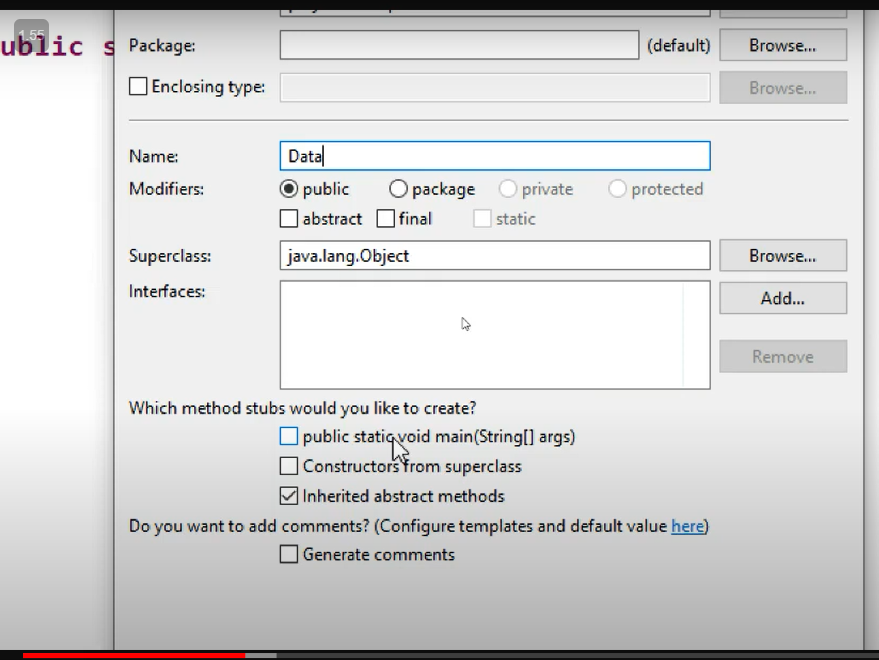 1.55
ublic s
Package:
(default)
Browse...
Enclosing type:
Browse...
Name:
Data
Modifiers:
public
package
private
protected
abstract
final
static
Superclass:
java.lang.Object
Browse...
Interfaces:
Add...
Remove
Which method stubs would you like to create?
public static void main(String[] args)
Constructors from superclass
Inherited abstract methods
Do you want to add comments? (Configure templates and default value here)
Generate comments